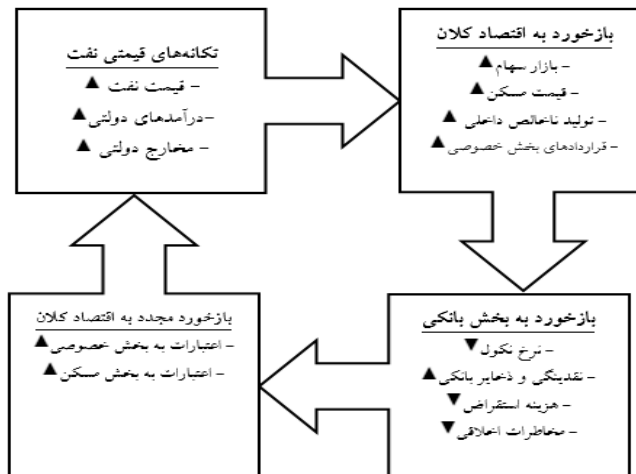 تکانه‌های قیمتی نفت
- قیمت نفت ▲
-درآمدهای دولتی▲
- مخارج دولتی ▲
بازخورد به اقتصاد کلان
- بازار سهام▲
- قیمت مسکن▲
- تولید ناخالص داخلی ▲
- قراردادهای بخش خصوصی▲
بازخورد به بخش بانکی
- نرخ نکول▼
- نقدینگی و ذخایر بانکی▲
- هزینه استقراض▼
- مخاطرات اخلاقی▼
بازخورد مجدد به اقتصاد کلان
- اعتبارات به بخش خصوصی▲
- اعتبارات به بخش مسکن▲